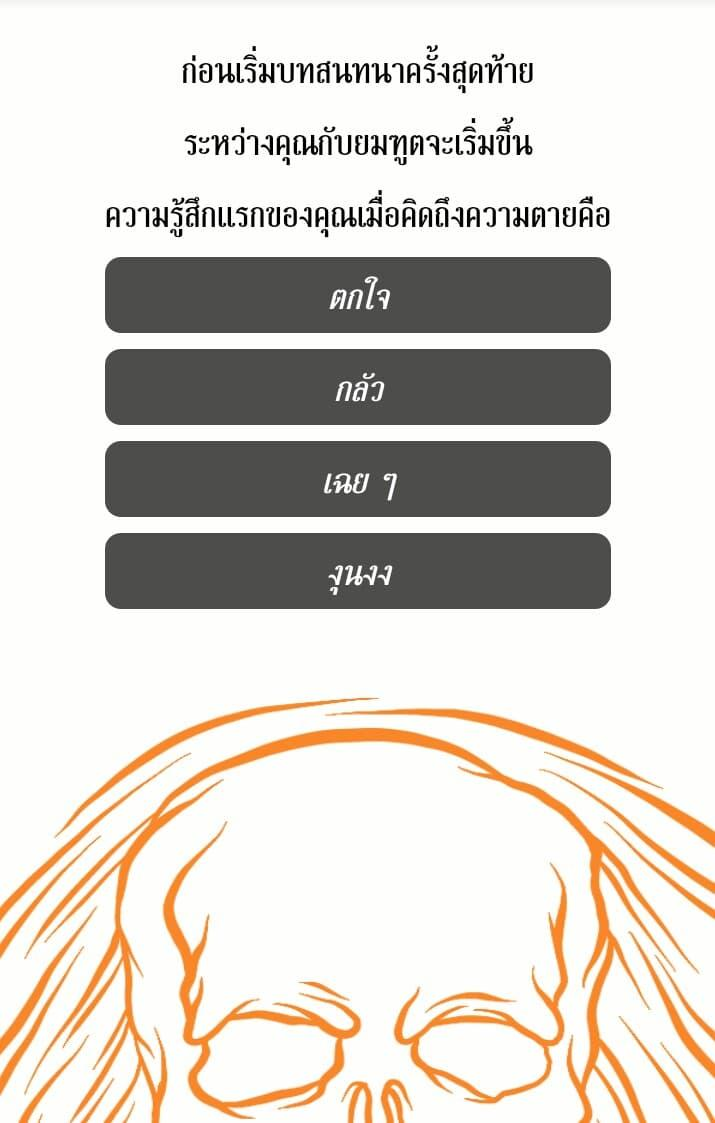 ก่อนเริ่มบทสนทนาครั้งสุดท้าย
ระหว่างคุณกับยมฑูตจะเริ่มขึ้น
ความรู้สึกแรกของคุณเมื่อคิดถึงความตายคือ
ตกใจ
กลัว
เฉย ๆ
งุนงง